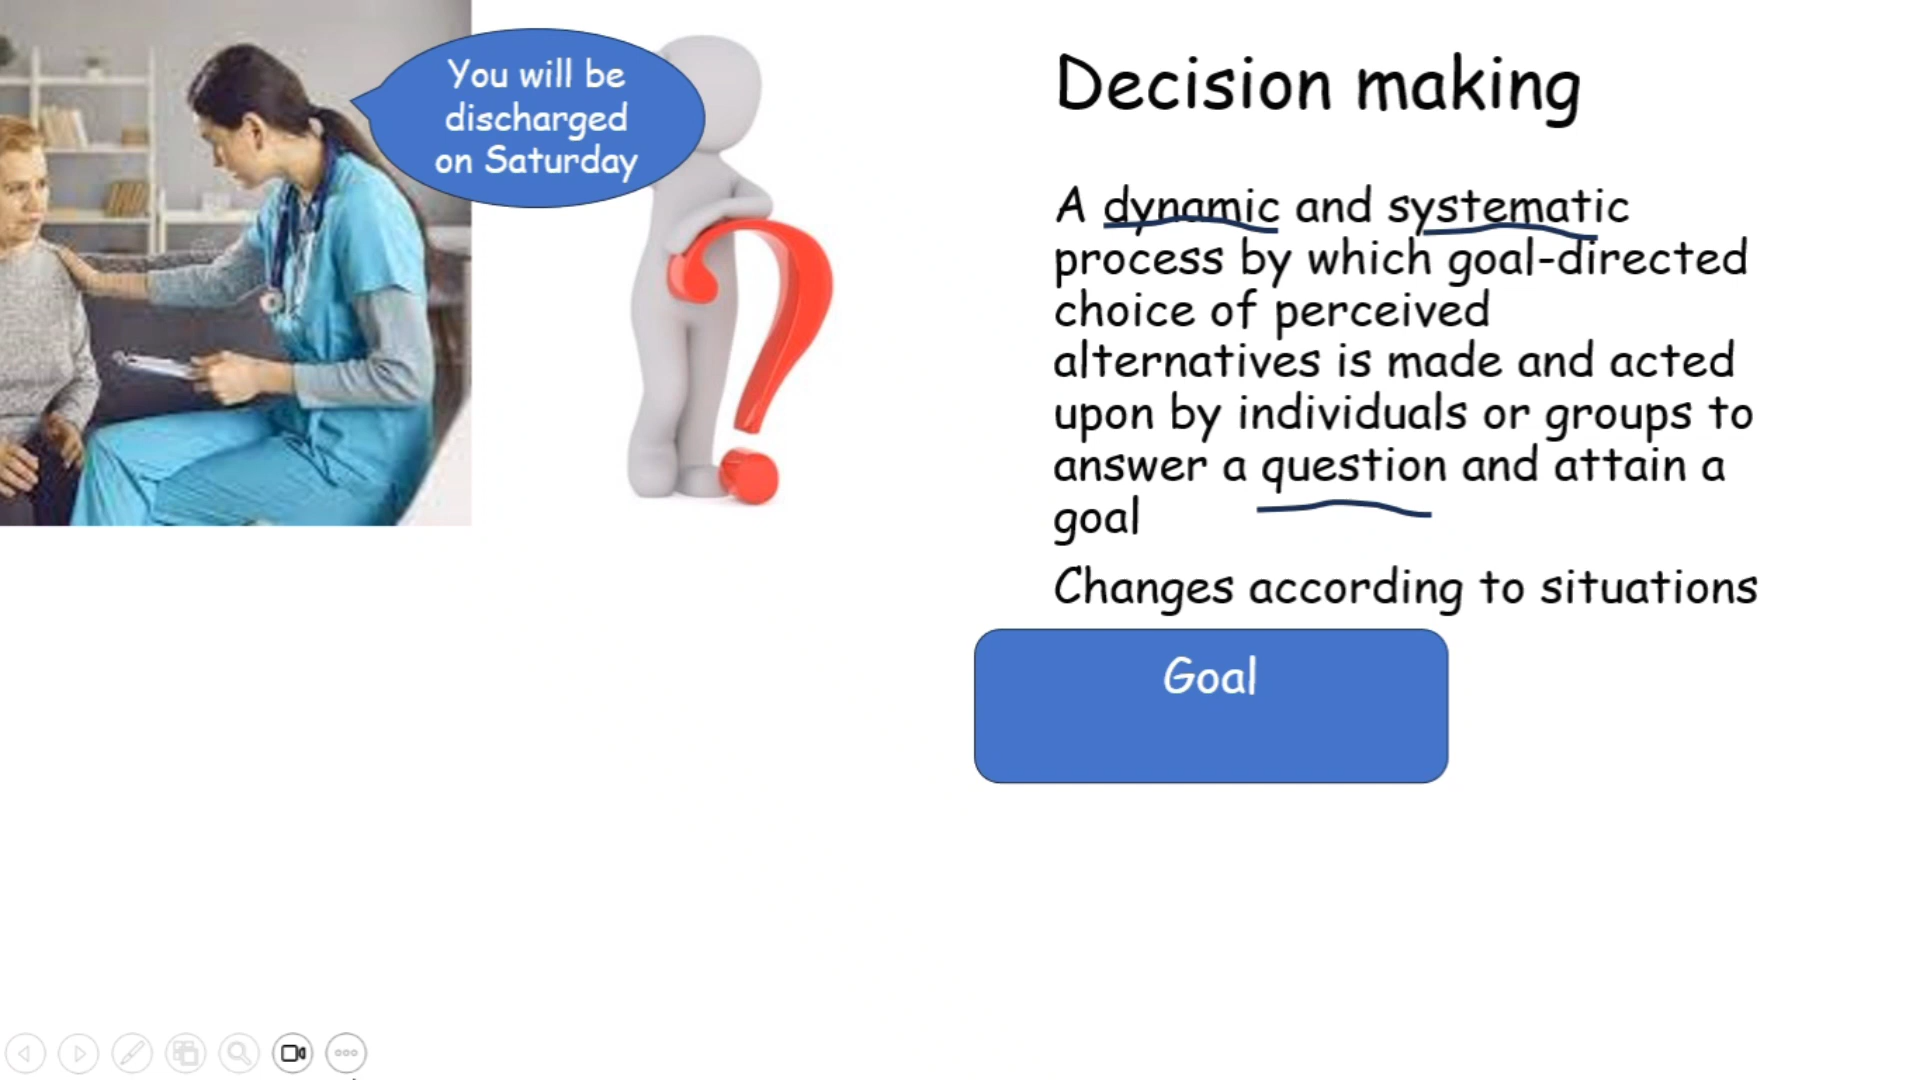 You will be
discharged
on Saturday
Decision making
A dynamic and systematic
process by which goal-directed
choice of perceived
alternatives is made and acted
upon by individuals or groups to
answer a question and attain a
goal
Changes according to situations
Goal